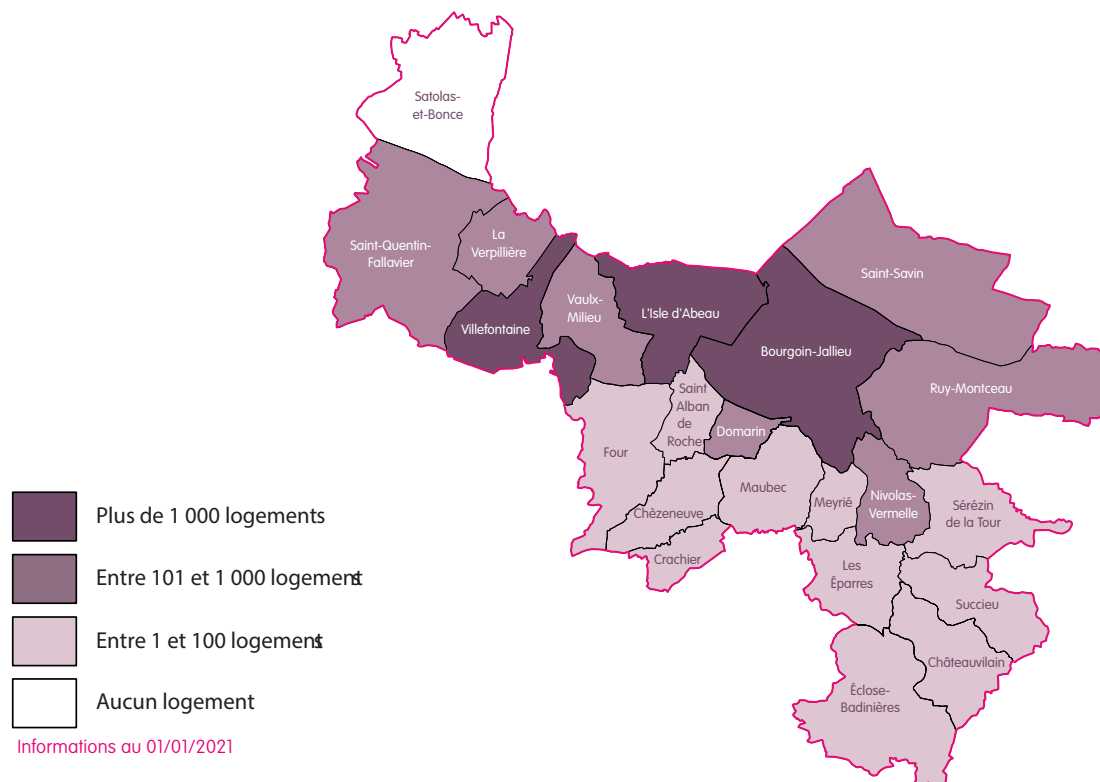 Satolas-
et-Bonce
Saint-Quentin-
Fallavier
La
Verpillière
Villefontaine
Vaulx-
Milieu
L'Isle d'Abeau
Bourgoin-Jallieu
Saint-Savin
Ruy-Montceau
Saint
Alban
de
Roche
Domarin
Four
Maubec
Meyrié
Nivolas-
Vermelle
Sérézin
de la Tour
Chèzeneuve
Crachier
Les
Éparres
Succieu
Châteauvilain
Éclose-
Badinières
Plus de 1 000 logements
Entre 101 et 1 000 logements
Entre 1 et 100 logements
Aucun logement
Informations au 01/01/2021